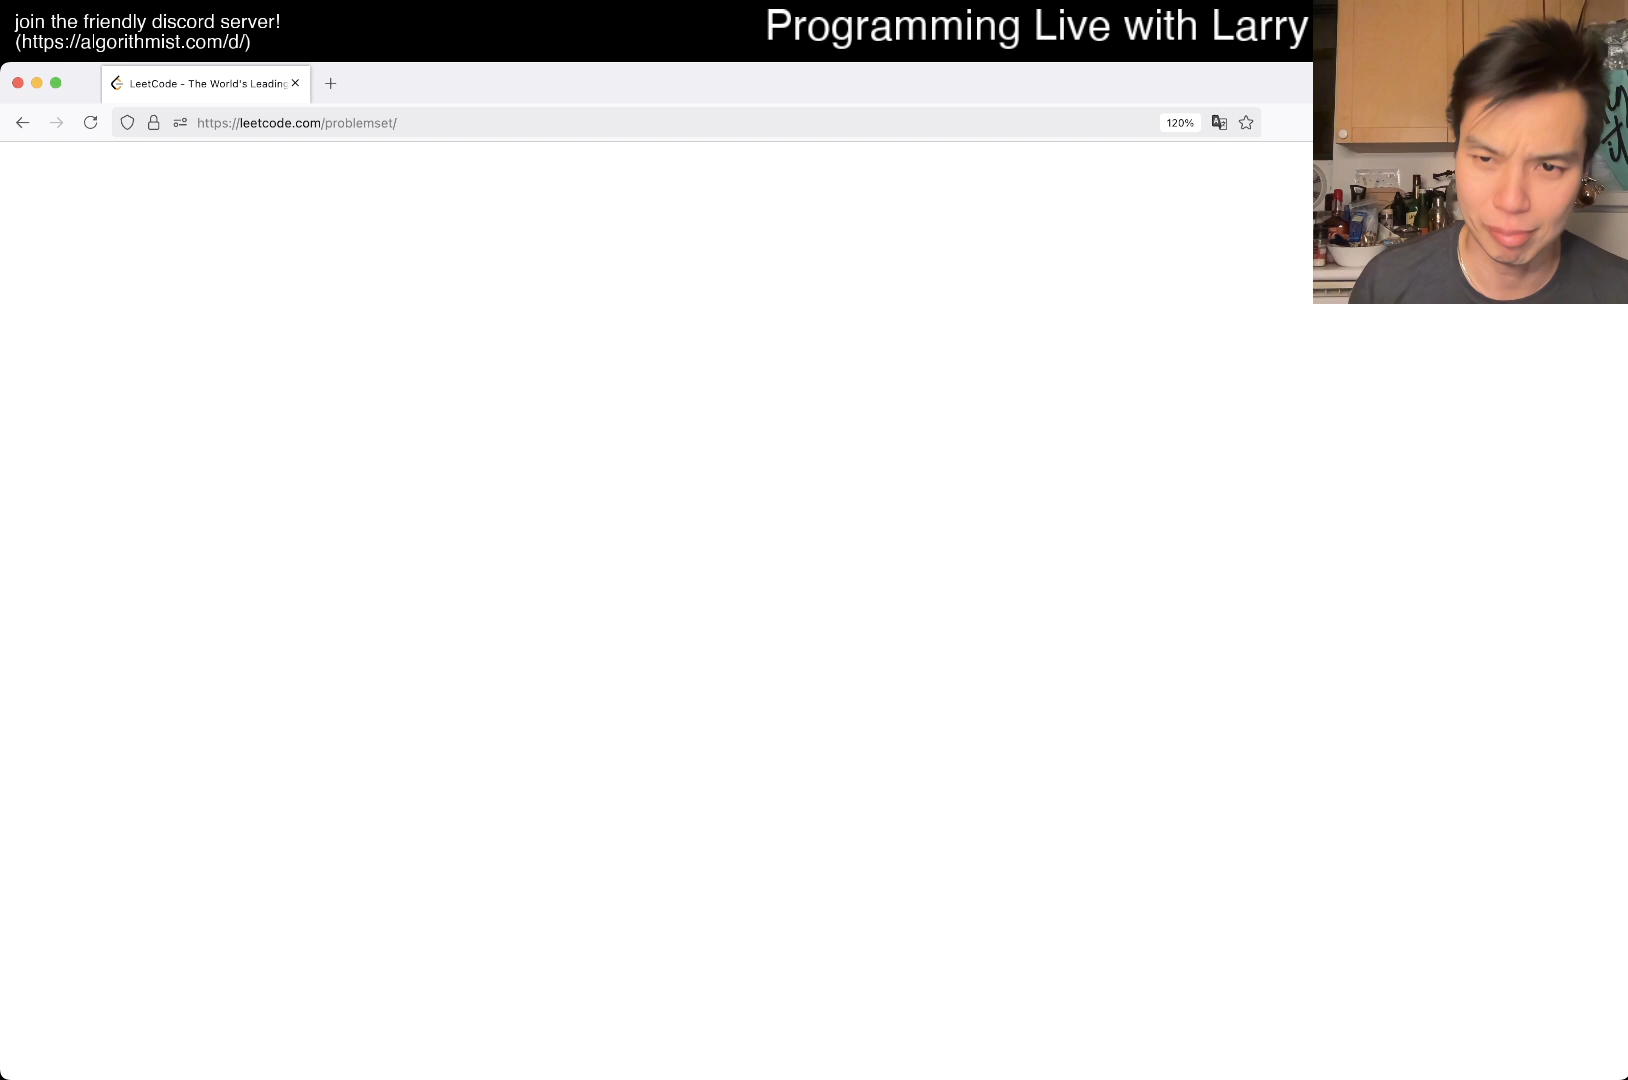 join the friendly discord server!
(https://algorithmist.com/d/)
Programming Live with Larry
LeetCode - The World's Leading
https://leetcode.com/problemset/
120%